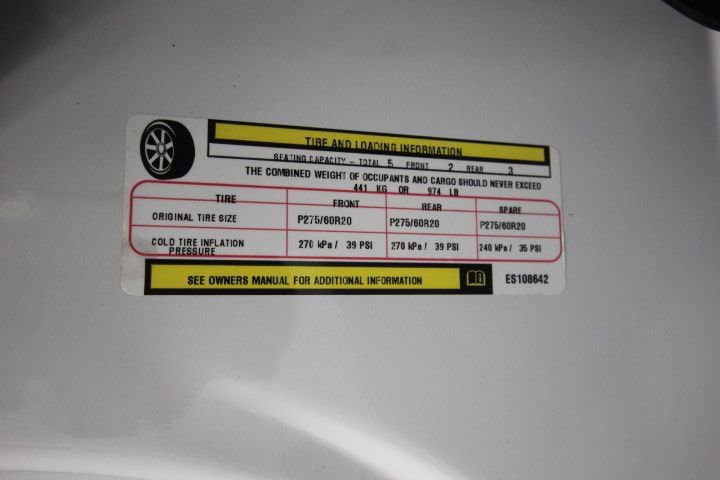 TIRE AND LOADING INFORMATION
SEATING CAPACITY - TOTAL 5 FRONT 2 REAR 3
THE COMBINED WEIGHT OF OCCUPANTS AND CARGO SHOULD NEVER EXCEED
441 KG OR 974 LB
TIRE FRONT REAR SPARE
ORIGINAL TIRE SIZE P275/60R20 P275/60R20 P275/60R20
COLD TIRE INFLATION 270 kPa / 39 PSI 270 kPa / 39 PSI 240 kPa / 35 PSI
PRESSURE
SEE OWNERS MANUAL FOR ADDITIONAL INFORMATION ES108642